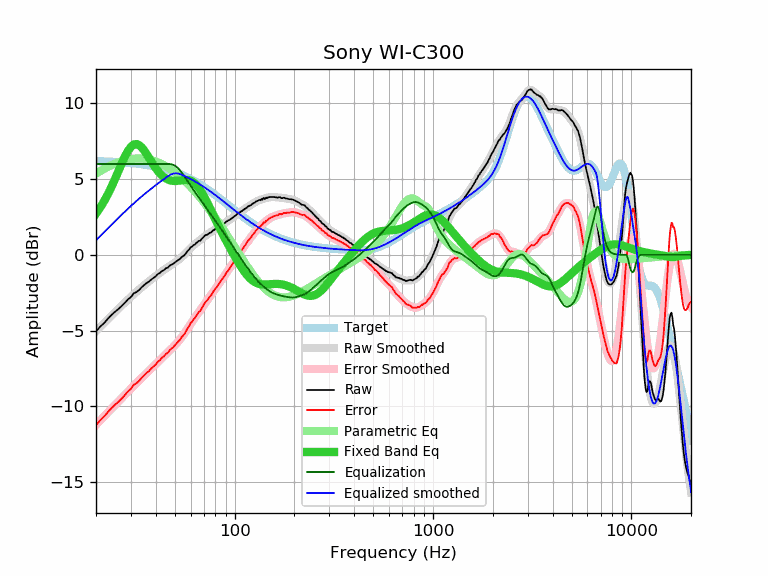 Sony WI-C300
Amplitude (dBr)
10
5
0
−5
−10
−15
Target
Raw Smoothed
Error Smoothed
Raw
Error
Parametric Eq
Fixed Band Eq
Equalization
Equalized smoothed
100 1000 10000
Frequency (Hz)